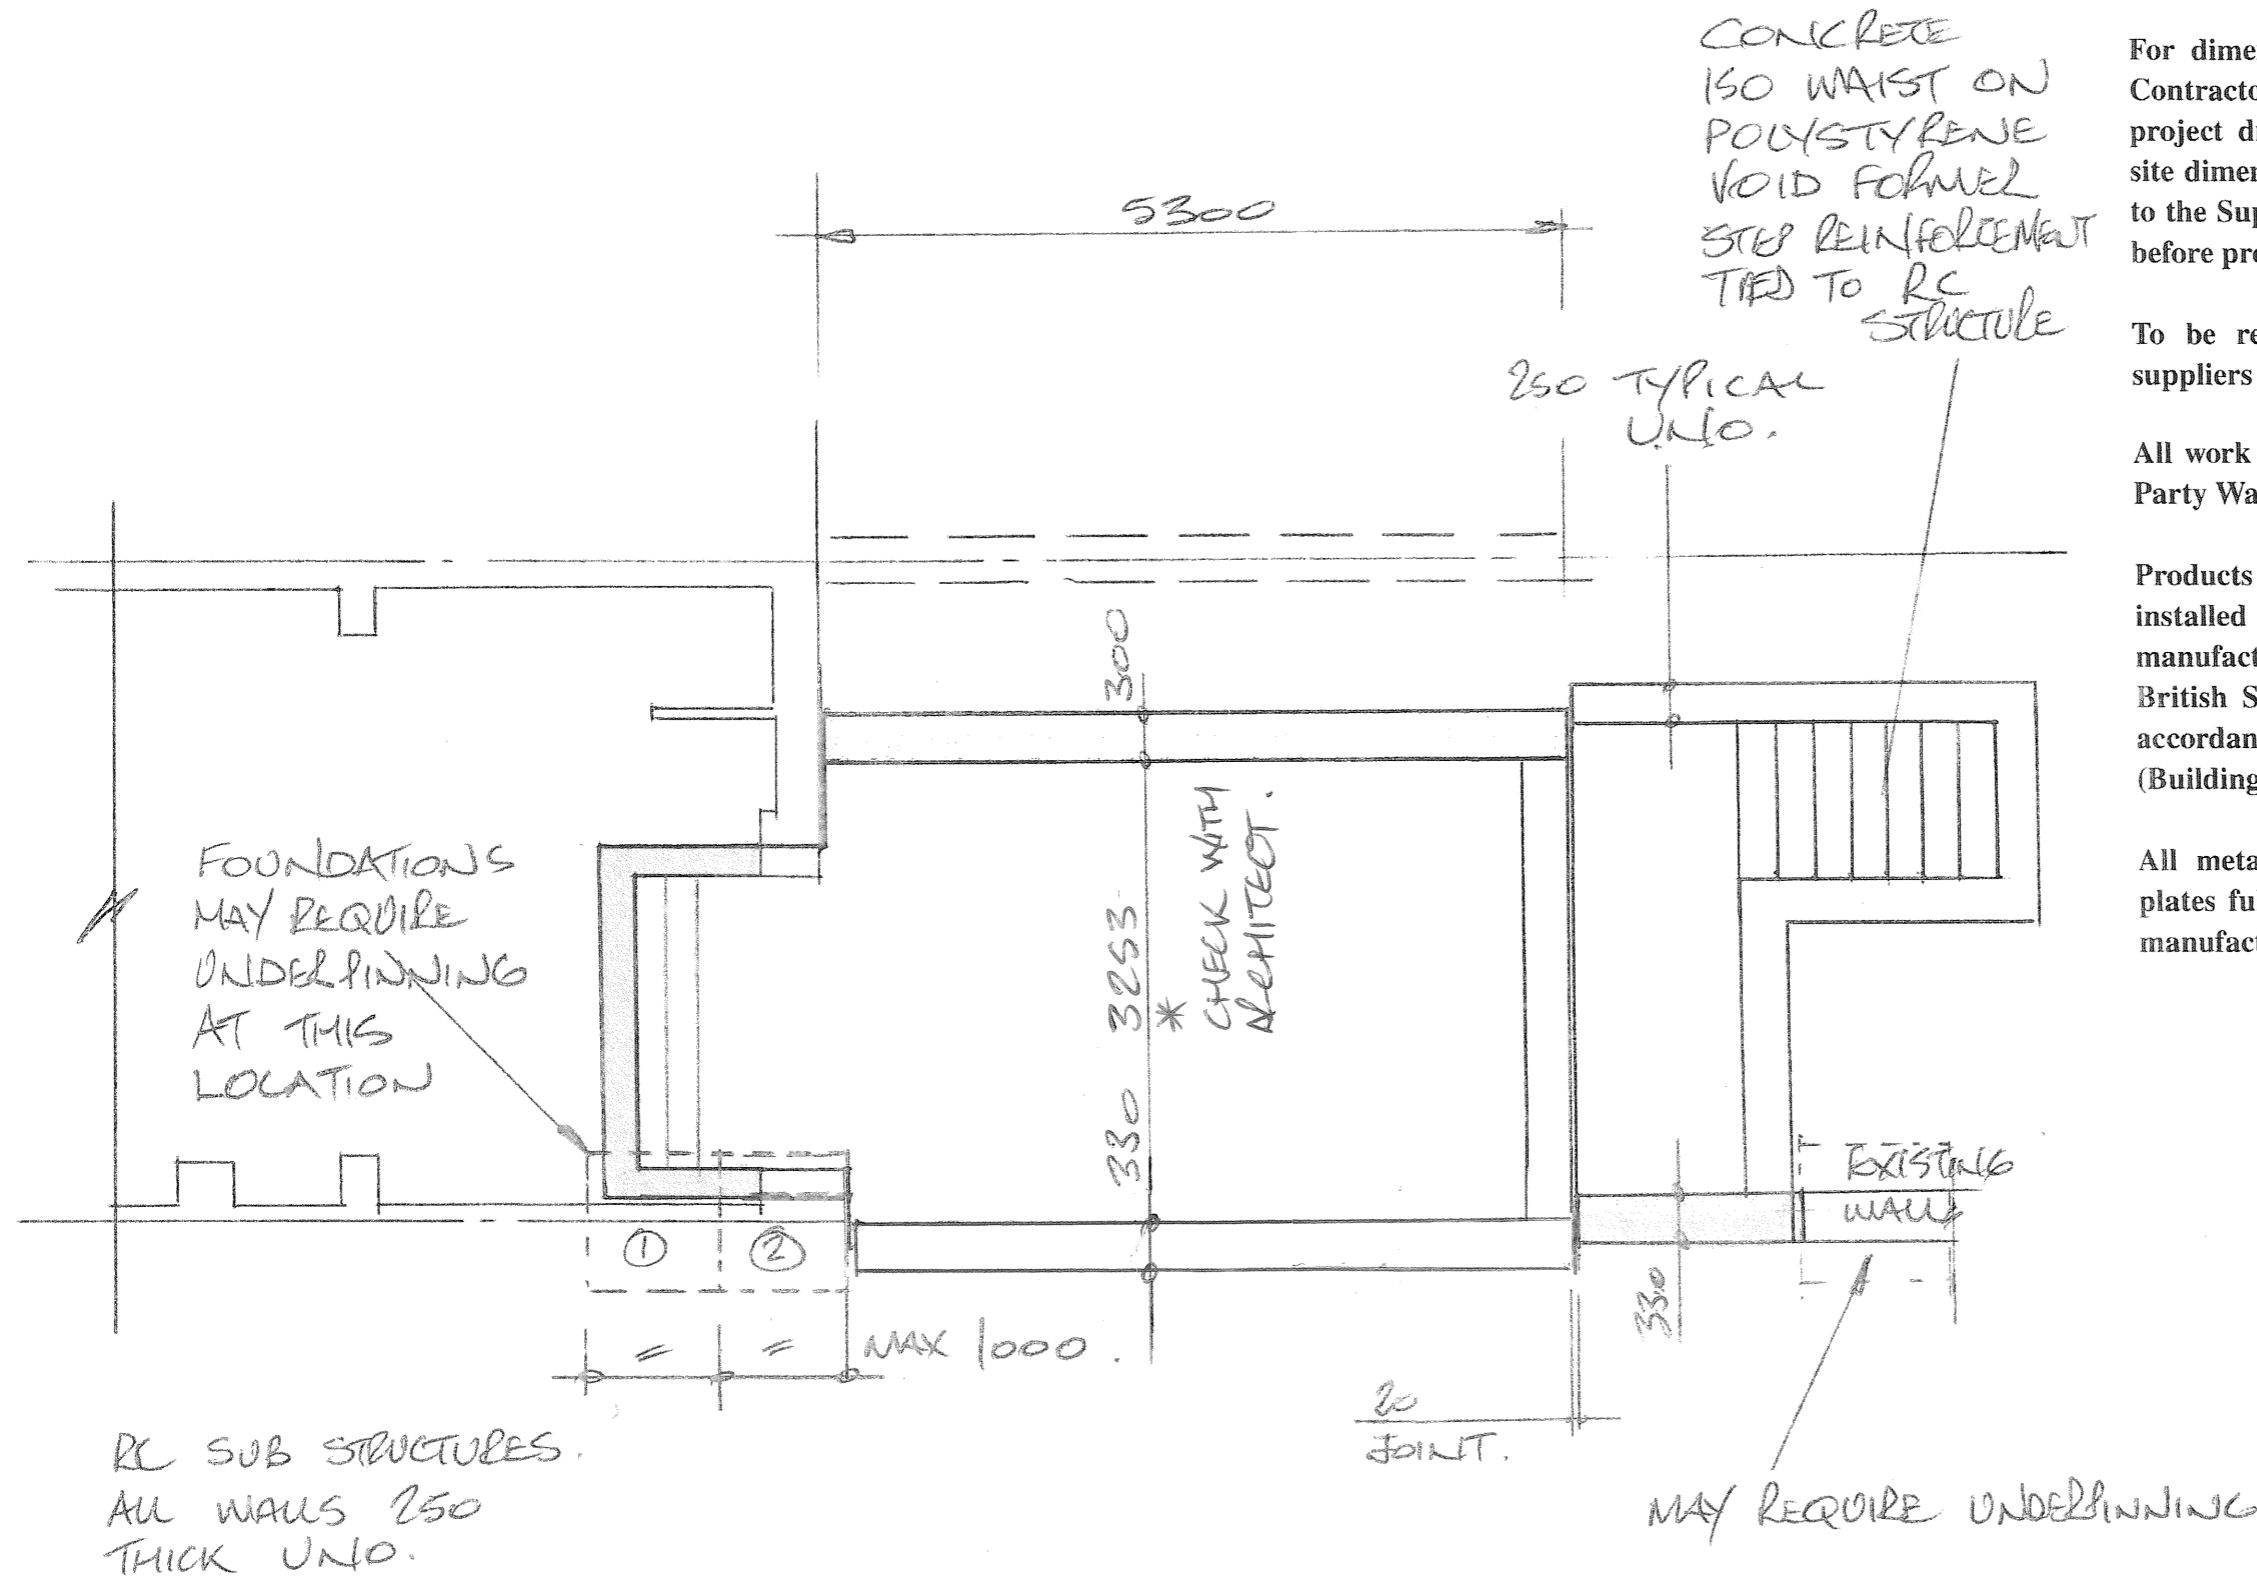 CONCRETE
150 WAIST ON
POLYSTYRENE
VOID FORMER
STEP REINFORCEMENT
TIED TO RC
STRUCTURE
5300
250 TYPICAL
U.N.O.
300
3253
*
CHECK WITH
ARCHITECT.
330
FOUNDATIONS
MAY REQUIRE
UNDERPINNING
AT THIS
LOCATION
1
2
= = MAX 1000.
EXISTING
WALL
330
20
JOINT.
MAY REQUIRE UNDERPINNING
RC SUB STRUCTURES.
ALL WALLS 250
THICK UNO.
For dime
Contracto
project d
site dimen
to the Sup
before pro
To be re
suppliers
All work
Party Wa
Products
installed
manufact
British S
accordan
(Building
All meta
plates fu
manufact